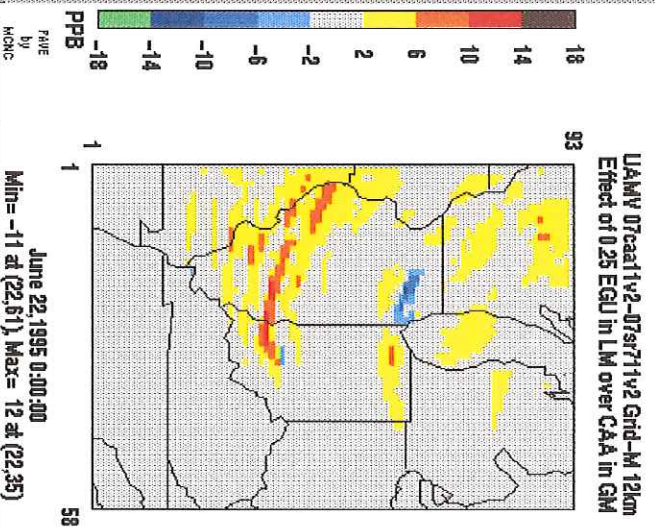 UAMV 07caa11v2-07sr711v2 Grid-M 12km
Effect of 0.25 EGU in LM over CAA in GM
18
14
10
6
2
-2
-6
-10
-14
-18
PPB
PAVE
by
MCNC
93
1
1
58
June 22,1995 0:00:00
Min= -11 at (22,61), Max= 12 at (22,35)